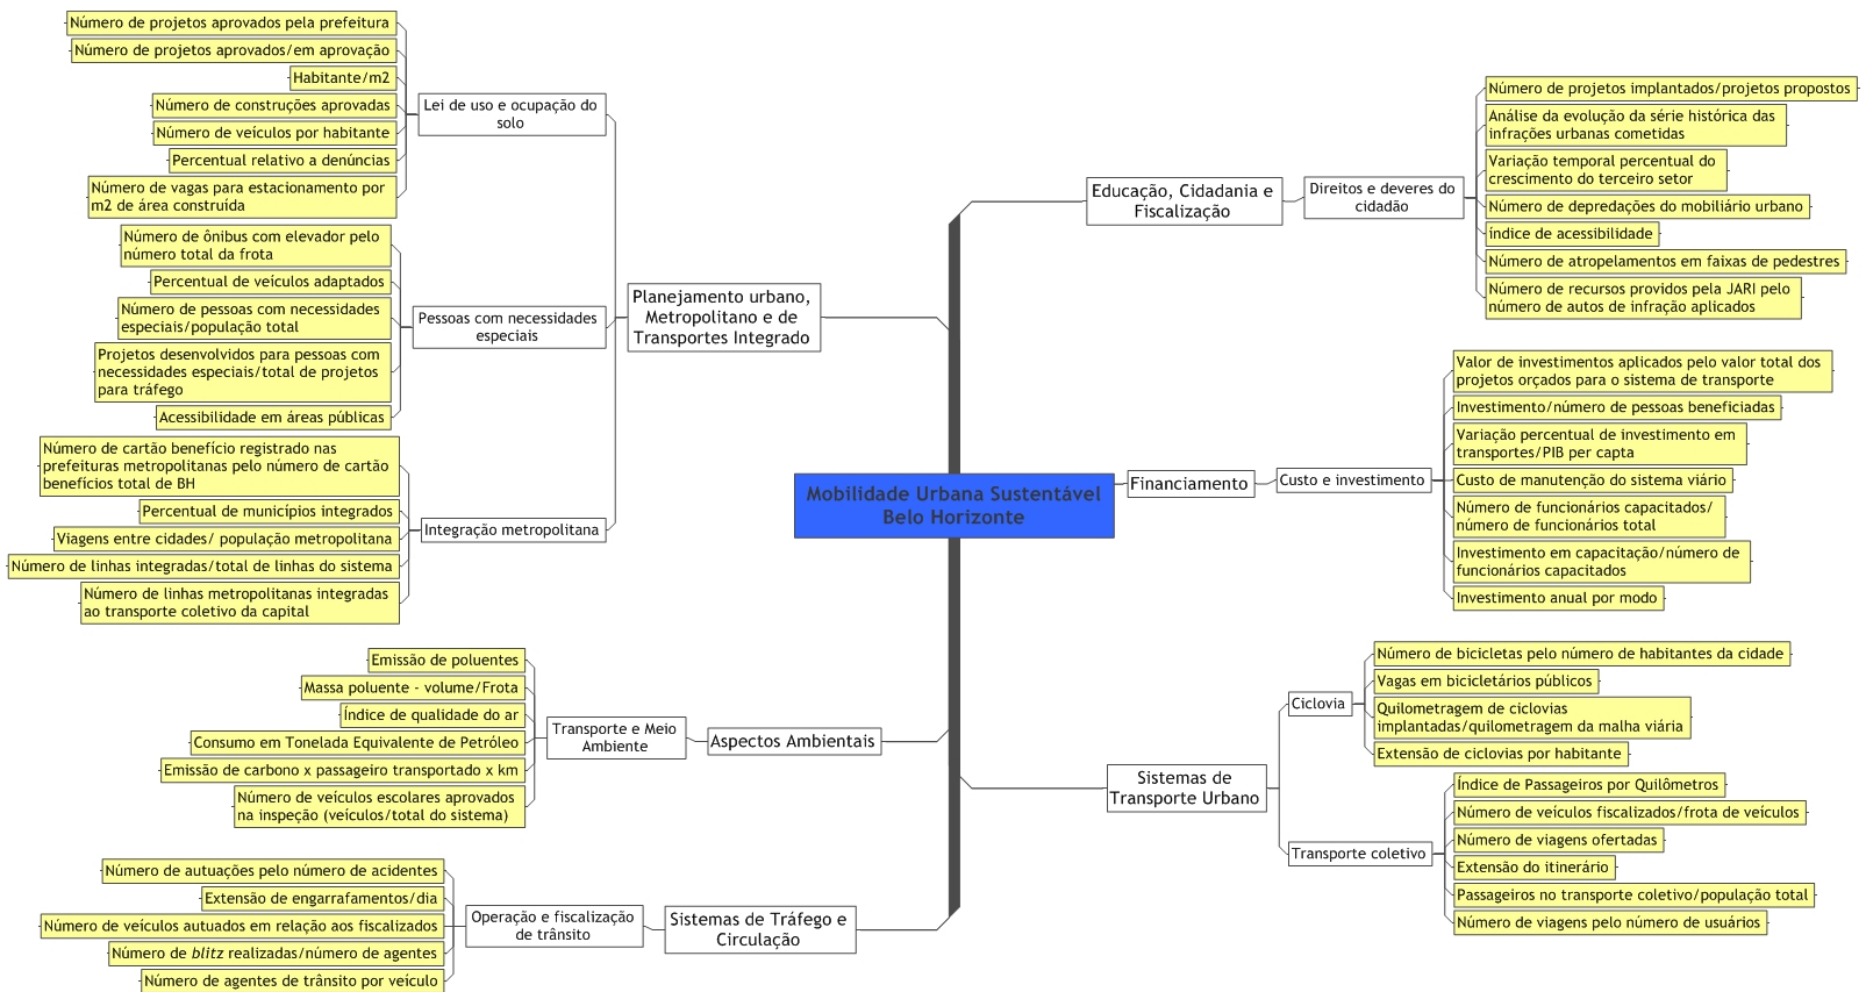 Número de projetos aprovados pela prefeitura
Número de projetos aprovados/em aprovação
Habitante/m2
Número de construções aprovadas
Número de veículos por habitante
Percentual relativo a denúncias
Número de vagas para estacionamento por
m2 de área construída
Lei de uso e ocupação do
solo
Número de ônibus com elevador pelo
número total da frota
Percentual de veículos adaptados
Número de pessoas com necessidades
especiais/população total
Projetos desenvolvidos para pessoas com
necessidades especiais/total de projetos
para tráfego
Acessibilidade em áreas públicas
Pessoas com necessidades
especiais
Número de cartão benefício registrado nas
prefeituras metropolitanas pelo número de cartão
benefícios total de BH
Percentual de municípios integrados
Viagens entre cidades/ população metropolitana
Número de linhas integradas/total de linhas do sistema
Número de linhas metropolitanas integradas
ao transporte coletivo da capital
Integração metropolitana
Planejamento urbano,
Metropolitano e de
Transportes Integrado
Emissão de poluentes
Massa poluente - volume/Frota
Índice de qualidade do ar
Consumo em Tonelada Equivalente de Petróleo
Emissão de carbono x passageiro transportado x km
Número de veículos escolares aprovados
na inspeção (veículos/total do sistema)
Transporte e Meio
Ambiente
Aspectos Ambientais
Número de autuações pelo número de acidentes
Extensão de engarrafamentos/dia
Número de veículos autuados em relação aos fiscalizados
Número de blitz realizadas/número de agentes
Número de agentes de trânsito por veículo
Operação e fiscalização
de trânsito
Sistemas de Tráfego e
Circulação
Mobilidade Urbana Sustentável
Belo Horizonte
Educação, Cidadania e
Fiscalização
Direitos e deveres do
cidadão
Número de projetos implantados/projetos propostos
Análise da evolução da série histórica das
infrações urbanas cometidas
Variação temporal percentual do
crescimento do terceiro setor
Número de depredações do mobiliário urbano
índice de acessibilidade
Número de atropelamentos em faixas de pedestres
Número de recursos providos pela JARI pelo
número de autos de infração aplicados
Financiamento
Custo e investimento
Valor de investimentos aplicados pelo valor total dos
projetos orçados para o sistema de transporte
Investimento/número de pessoas beneficiadas
Variação percentual de investimento em
transportes/PIB per capta
Custo de manutenção do sistema viário
Número de funcionários capacitados/
número de funcionários total
Investimento em capacitação/número de
funcionários capacitados
Investimento anual por modo
Sistemas de
Transporte Urbano
Ciclovia
Número de bicicletas pelo número de habitantes da cidade
Vagas em bicicletários públicos
Quilometragem de ciclovias
implantadas/quilometragem da malha viária
Extensão de ciclovias por habitante
Transporte coletivo
Índice de Passageiros por Quilômetros
Número de veículos fiscalizados/frota de veículos
Número de viagens ofertadas
Extensão do itinerário
Passageiros no transporte coletivo/população total
Número de viagens pelo número de usuários